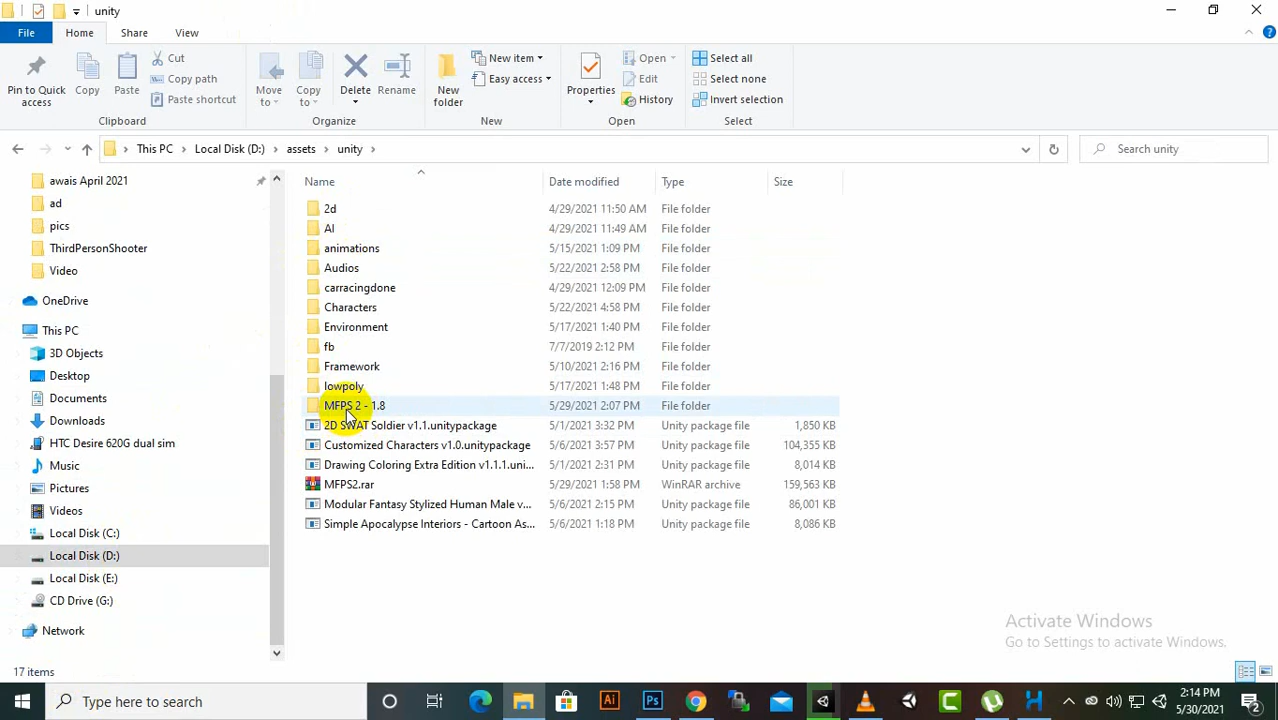 unity
File Home Share View
Pin to Quick access
Copy
Paste
Cut
Copy path
Paste shortcut
Clipboard
Move to
Copy to
Delete
Rename
Organize
New folder
New item
Easy access
New
Properties
Open
Edit
History
Open
Select all
Select none
Invert selection
Select
This PC > Local Disk (D:) > assets > unity >
Search unity
awais April 2021
ad
pics
ThirdPersonShooter
Video
OneDrive
This PC
3D Objects
Desktop
Documents
Downloads
HTC Desire 620G dual sim
Music
Pictures
Videos
Local Disk (C:)
Local Disk (D:)
Local Disk (E:)
CD Drive (G:)
Network
Name Date modified Type Size
2d 4/29/2021 11:50 AM File folder
AI 4/29/2021 11:49 AM File folder
animations 5/15/2021 1:09 PM File folder
Audios 5/22/2021 2:58 PM File folder
carracingdone 4/29/2021 12:09 PM File folder
Characters 5/22/2021 4:58 PM File folder
Environment 5/17/2021 1:40 PM File folder
fb 7/7/2019 2:12 PM File folder
Framework 5/10/2021 2:16 PM File folder
lowpoly 5/17/2021 1:48 PM File folder
MFPS 2 - 1.8 5/29/2021 2:07 PM File folder
2D SWAT Soldier v1.1.unitypackage 5/1/2021 3:32 PM Unity package file 1,850 KB
Customized Characters v1.0.unitypackage 5/6/2021 3:57 PM Unity package file 104,355 KB
Drawing Coloring Extra Edition v1.1.1.uni... 5/1/2021 2:31 PM Unity package file 8,014 KB
MFPS2.rar 5/29/2021 1:58 PM WinRAR archive 159,563 KB
Modular Fantasy Stylized Human Male v... 5/6/2021 2:15 PM Unity package file 86,001 KB
Simple Apocalypse Interiors - Cartoon As... 5/6/2021 1:18 PM Unity package file 8,086 KB
Activate Windows
Go to Settings to activate Windows.
17 items
Type here to search
Ai
Ps
2:14 PM
5/30/2021
2